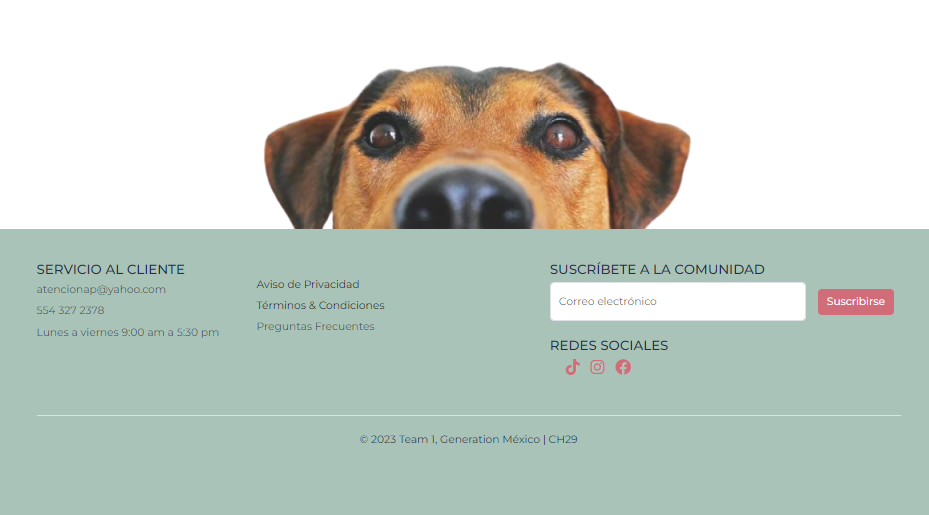 SERVICIO AL CLIENTE
atencionap@yahoo.com
554 327 2378
Lunes a viernes 9:00 am a 5:30 pm
Aviso de Privacidad
Términos & Condiciones
Preguntas Frecuentes
SUSCRÍBETE A LA COMUNIDAD
Correo electrónico
Suscribirse
REDES SOCIALES
© 2023 Team 1, Generation México | CH29